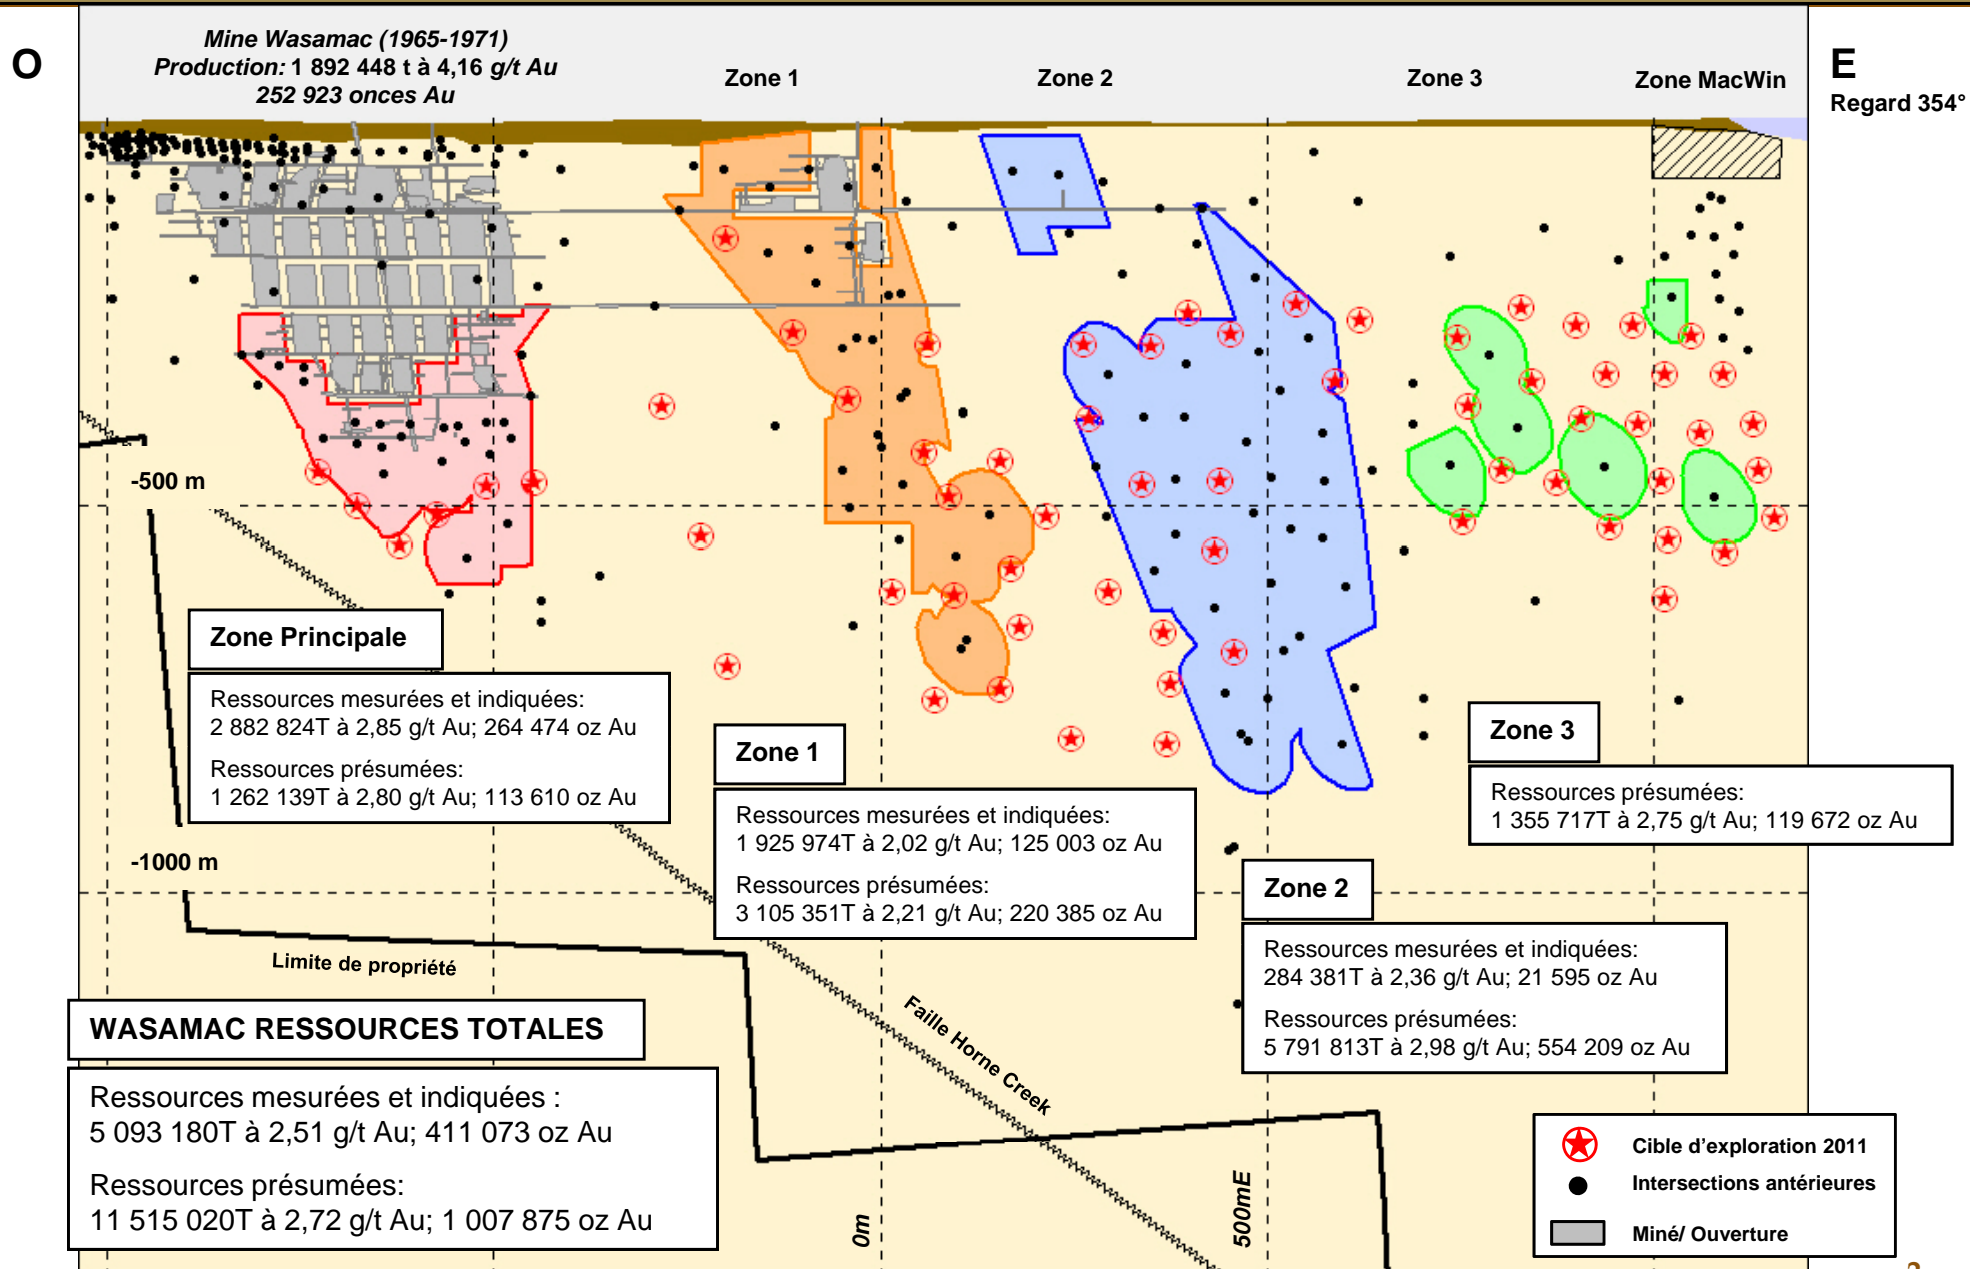 O
Mine Wasamac (1965-1971)
Production: 1 892 448 t à 4,16 g/t Au
252 923 onces Au
Zone 1
Zone 2
Zone 3
Zone MacWin
E
Regard 354°
-500 m
Zone Principale
Ressources mesurées et indiquées:
2 882 824T à 2,85 g/t Au; 264 474 oz Au
Ressources présumées:
1 262 139T à 2,80 g/t Au; 113 610 oz Au
Zone 1
Ressources mesurées et indiquées:
1 925 974T à 2,02 g/t Au; 125 003 oz Au
Ressources présumées:
3 105 351T à 2,21 g/t Au; 220 385 oz Au
Zone 3
Ressources présumées:
1 355 717T à 2,75 g/t Au; 119 672 oz Au
-1000 m
Zone 2
Ressources mesurées et indiquées:
284 381T à 2,36 g/t Au; 21 595 oz Au
Ressources présumées:
5 791 813T à 2,98 g/t Au; 554 209 oz Au
Limite de propriété
Faille Horne Creek
WASAMAC RESSOURCES TOTALES
Ressources mesurées et indiquées :
5 093 180T à 2,51 g/t Au; 411 073 oz Au
Ressources présumées:
11 515 020T à 2,72 g/t Au; 1 007 875 oz Au
0m
500mE
Cible d'exploration 2011
Intersections antérieures
Miné/ Ouverture